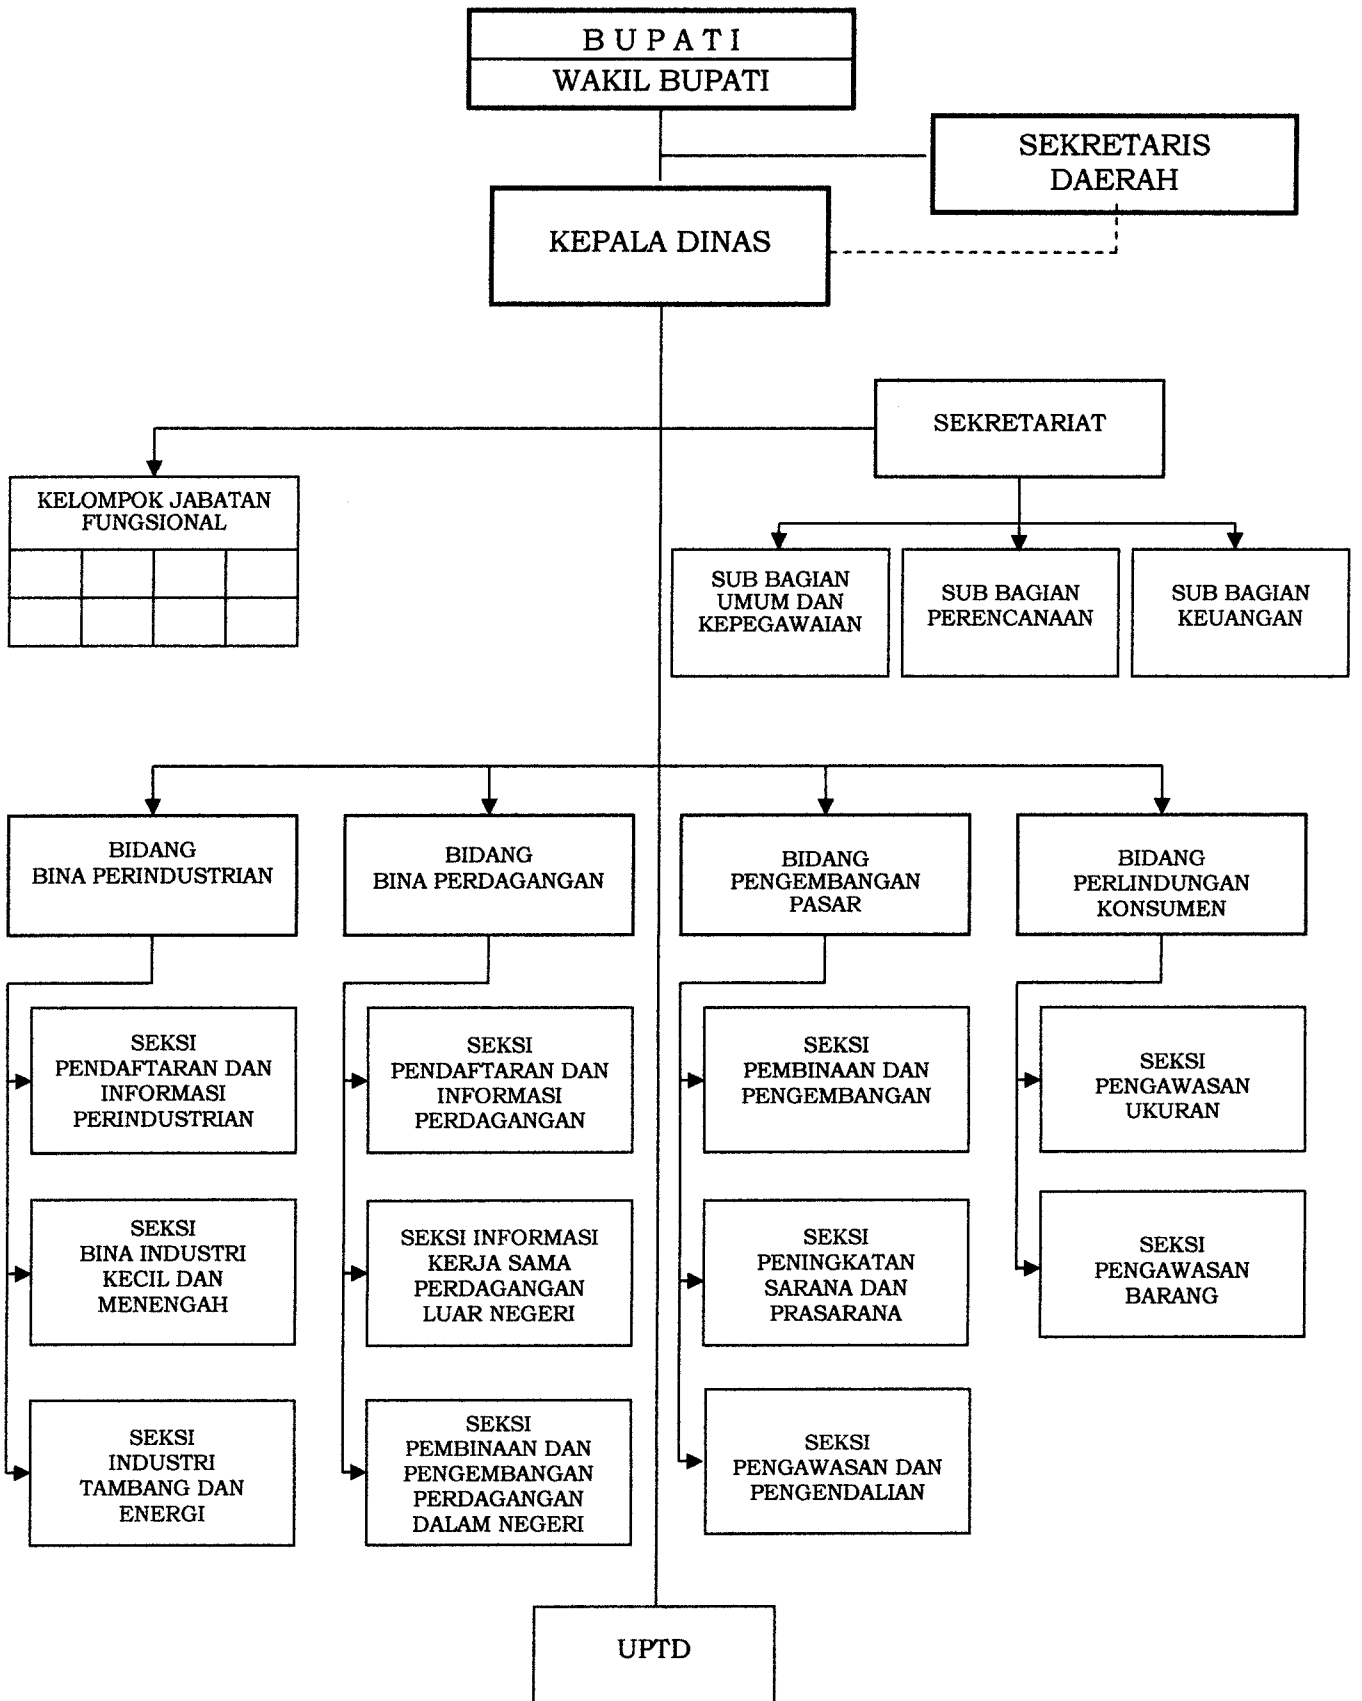 B U P A T I
WAKIL BUPATI
SEKRETARIS
DAERAH
KEPALA DINAS
SEKRETARIAT
KELOMPOK JABATAN
FUNGSIONAL
SUB BAGIAN
UMUM DAN
KEPEGAWAIAN
SUB BAGIAN
PERENCANAAN
SUB BAGIAN
KEUANGAN
BIDANG
BINA PERINDUSTRIAN
BIDANG
BINA PERDAGANGAN
BIDANG
PENGEMBANGAN
PASAR
BIDANG
PERLINDUNGAN
KONSUMEN
SEKSI
PENDAFTARAN DAN
INFORMASI
PERINDUSTRIAN
SEKSI
PENDAFTARAN DAN
INFORMASI
PERDAGANGAN
SEKSI
PEMBINAAN DAN
PENGEMBANGAN
SEKSI
PENGAWASAN
UKURAN
SEKSI
BINA INDUSTRI
KECIL DAN
MENENGAH
SEKSI INFORMASI
KERJA SAMA
PERDAGANGAN
LUAR NEGERI
SEKSI
PENINGKATAN
SARANA DAN
PRASARANA
SEKSI
PENGAWASAN
BARANG
SEKSI
INDUSTRI
TAMBANG DAN
ENERGI
SEKSI
PEMBINAAN DAN
PENGEMBANGAN
PERDAGANGAN
DALAM NEGERI
SEKSI
PENGAWASAN DAN
PENGENDALIAN
UPTD